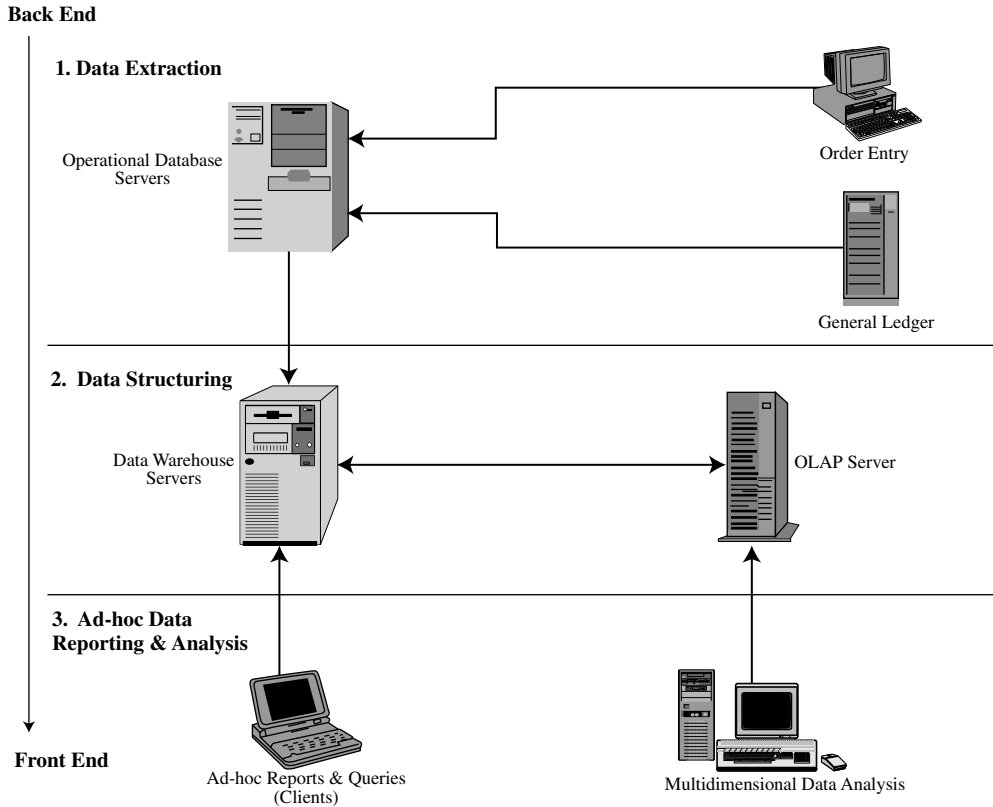 Back End
1. Data Extraction
Operational Database
Servers
Order Entry
General Ledger
2. Data Structuring
Data Warehouse
Servers
OLAP Server
3. Ad-hoc Data
Reporting & Analysis
Front End
Ad-hoc Reports & Queries
(Clients)
Multidimensional Data Analysis